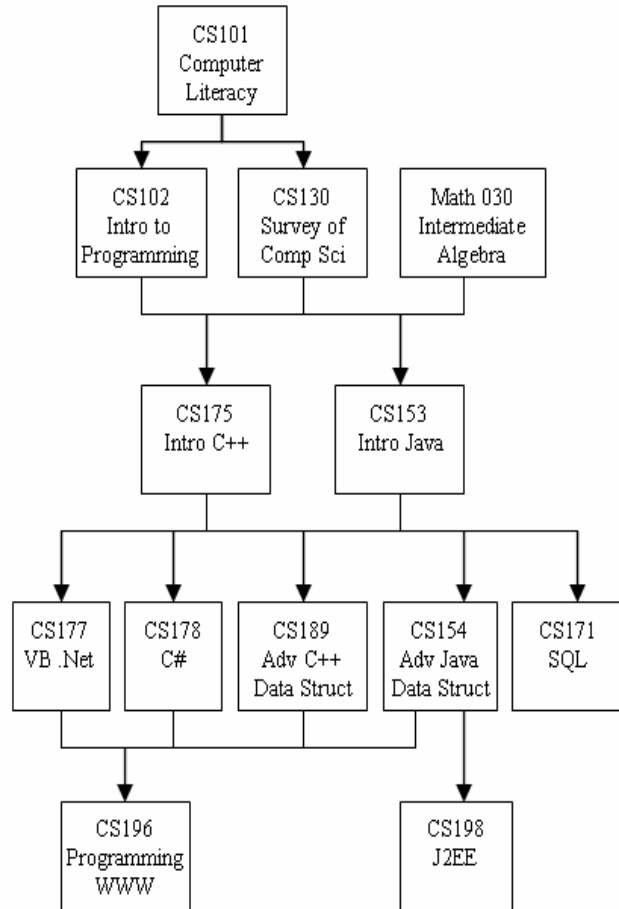 CS101
Computer
Literacy
CS102
Intro to
Programming
CS130
Survey of
Comp Sci
Math 030
Intermediate
Algebra
CS175
Intro C++
CS153
Intro Java
CS177
VB .Net
CS178
C#
CS189
Adv C++
Data Struct
CS154
Adv Java
Data Struct
CS171
SQL
CS196
Programming
WWW
CS198
J2EE